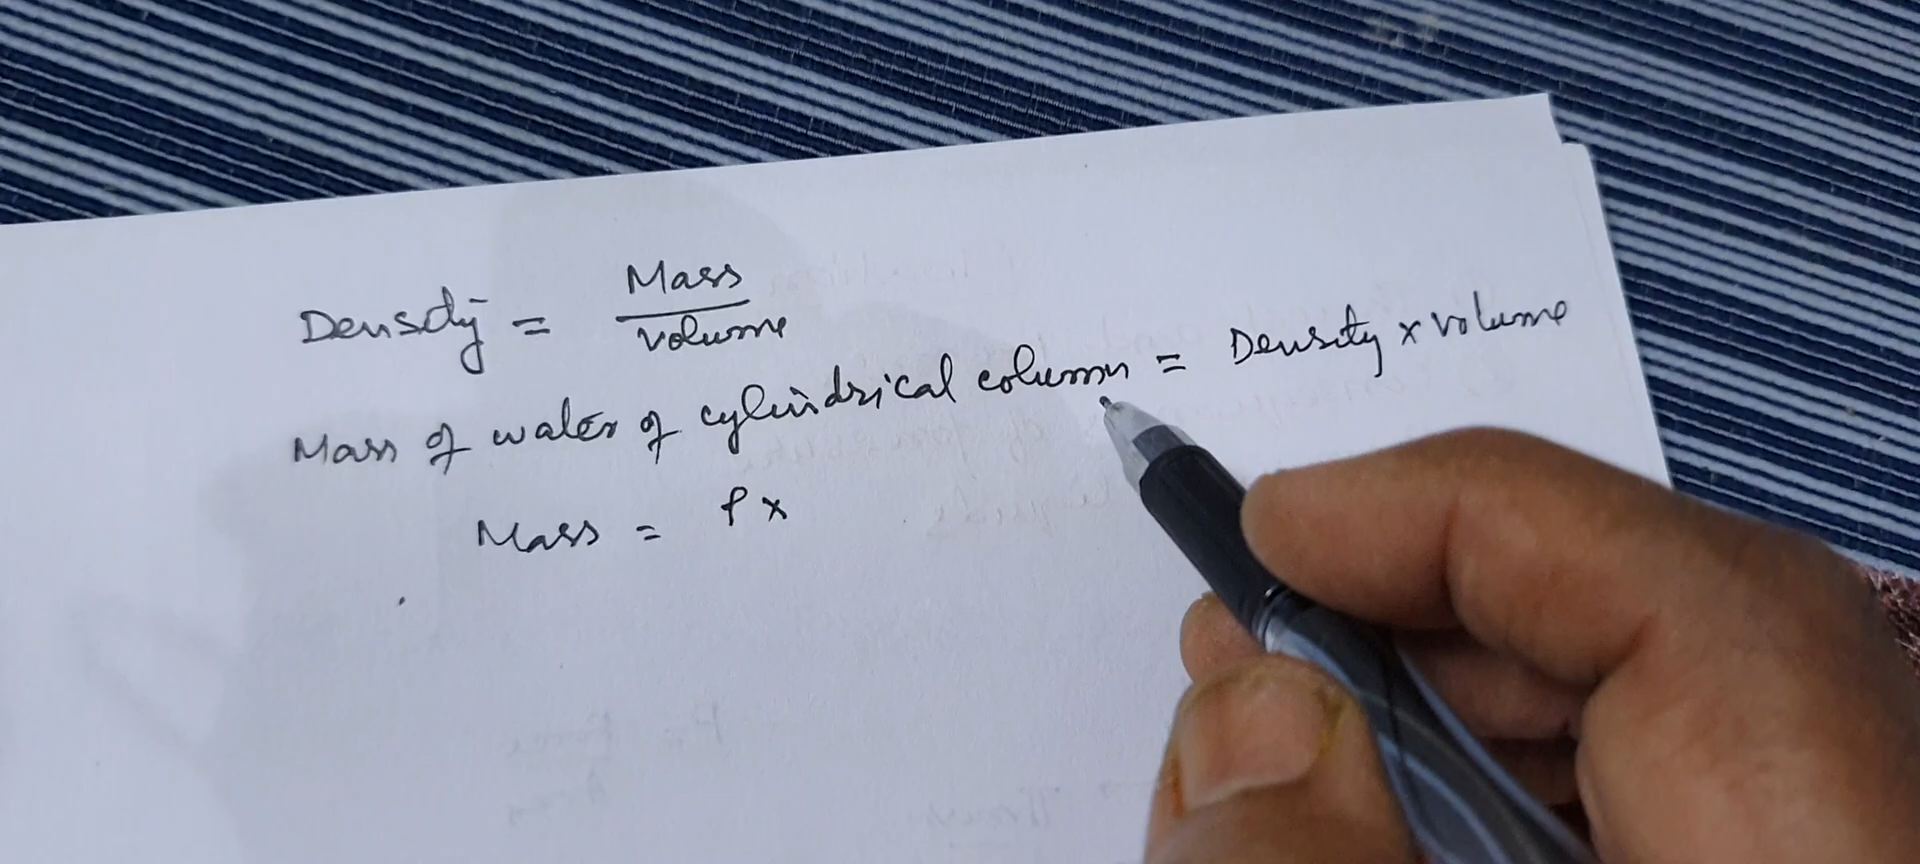 Density = Mass / Volume
Mass of water of cylindrical column = Density x volume
Mass = ρ x